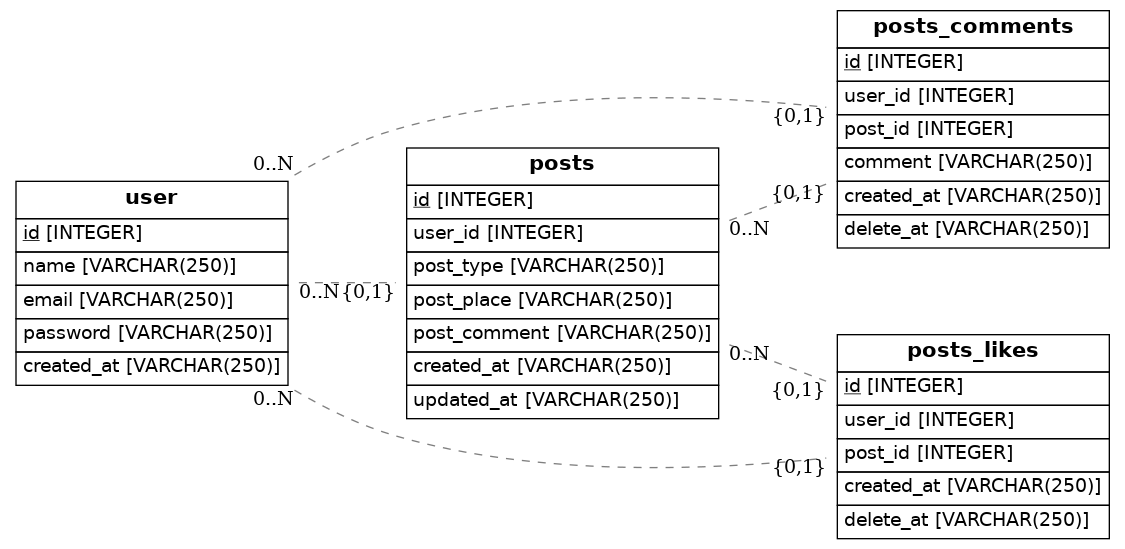 user
id [INTEGER]
name [VARCHAR(250)]
email [VARCHAR(250)]
password [VARCHAR(250)]
created_at [VARCHAR(250)]
0..N
{0,1}
0..N
{0,1}
0..N
{0,1}
posts
id [INTEGER]
user_id [INTEGER]
post_type [VARCHAR(250)]
post_place [VARCHAR(250)]
post_comment [VARCHAR(250)]
created_at [VARCHAR(250)]
updated_at [VARCHAR(250)]
0..N
{0,1}
0..N
{0,1}
posts_comments
id [INTEGER]
user_id [INTEGER]
post_id [INTEGER]
comment [VARCHAR(250)]
created_at [VARCHAR(250)]
delete_at [VARCHAR(250)]
posts_likes
id [INTEGER]
user_id [INTEGER]
post_id [INTEGER]
created_at [VARCHAR(250)]
delete_at [VARCHAR(250)]